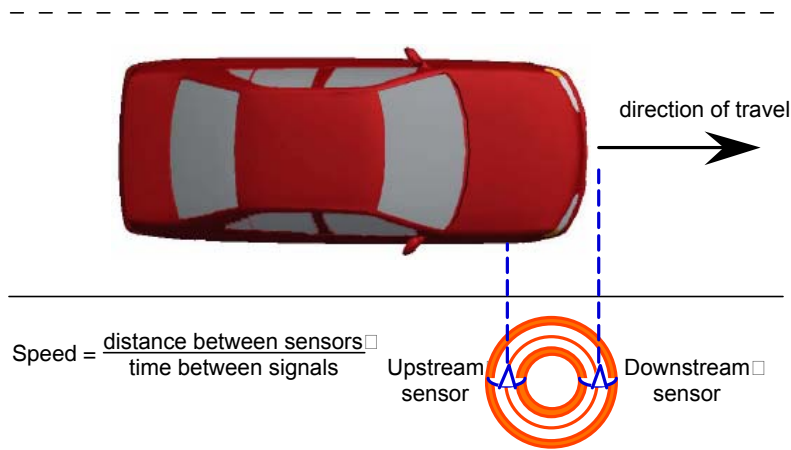 direction of travel
Speed = distance between sensors
time between signals
Upstream
sensor
Downstream
sensor